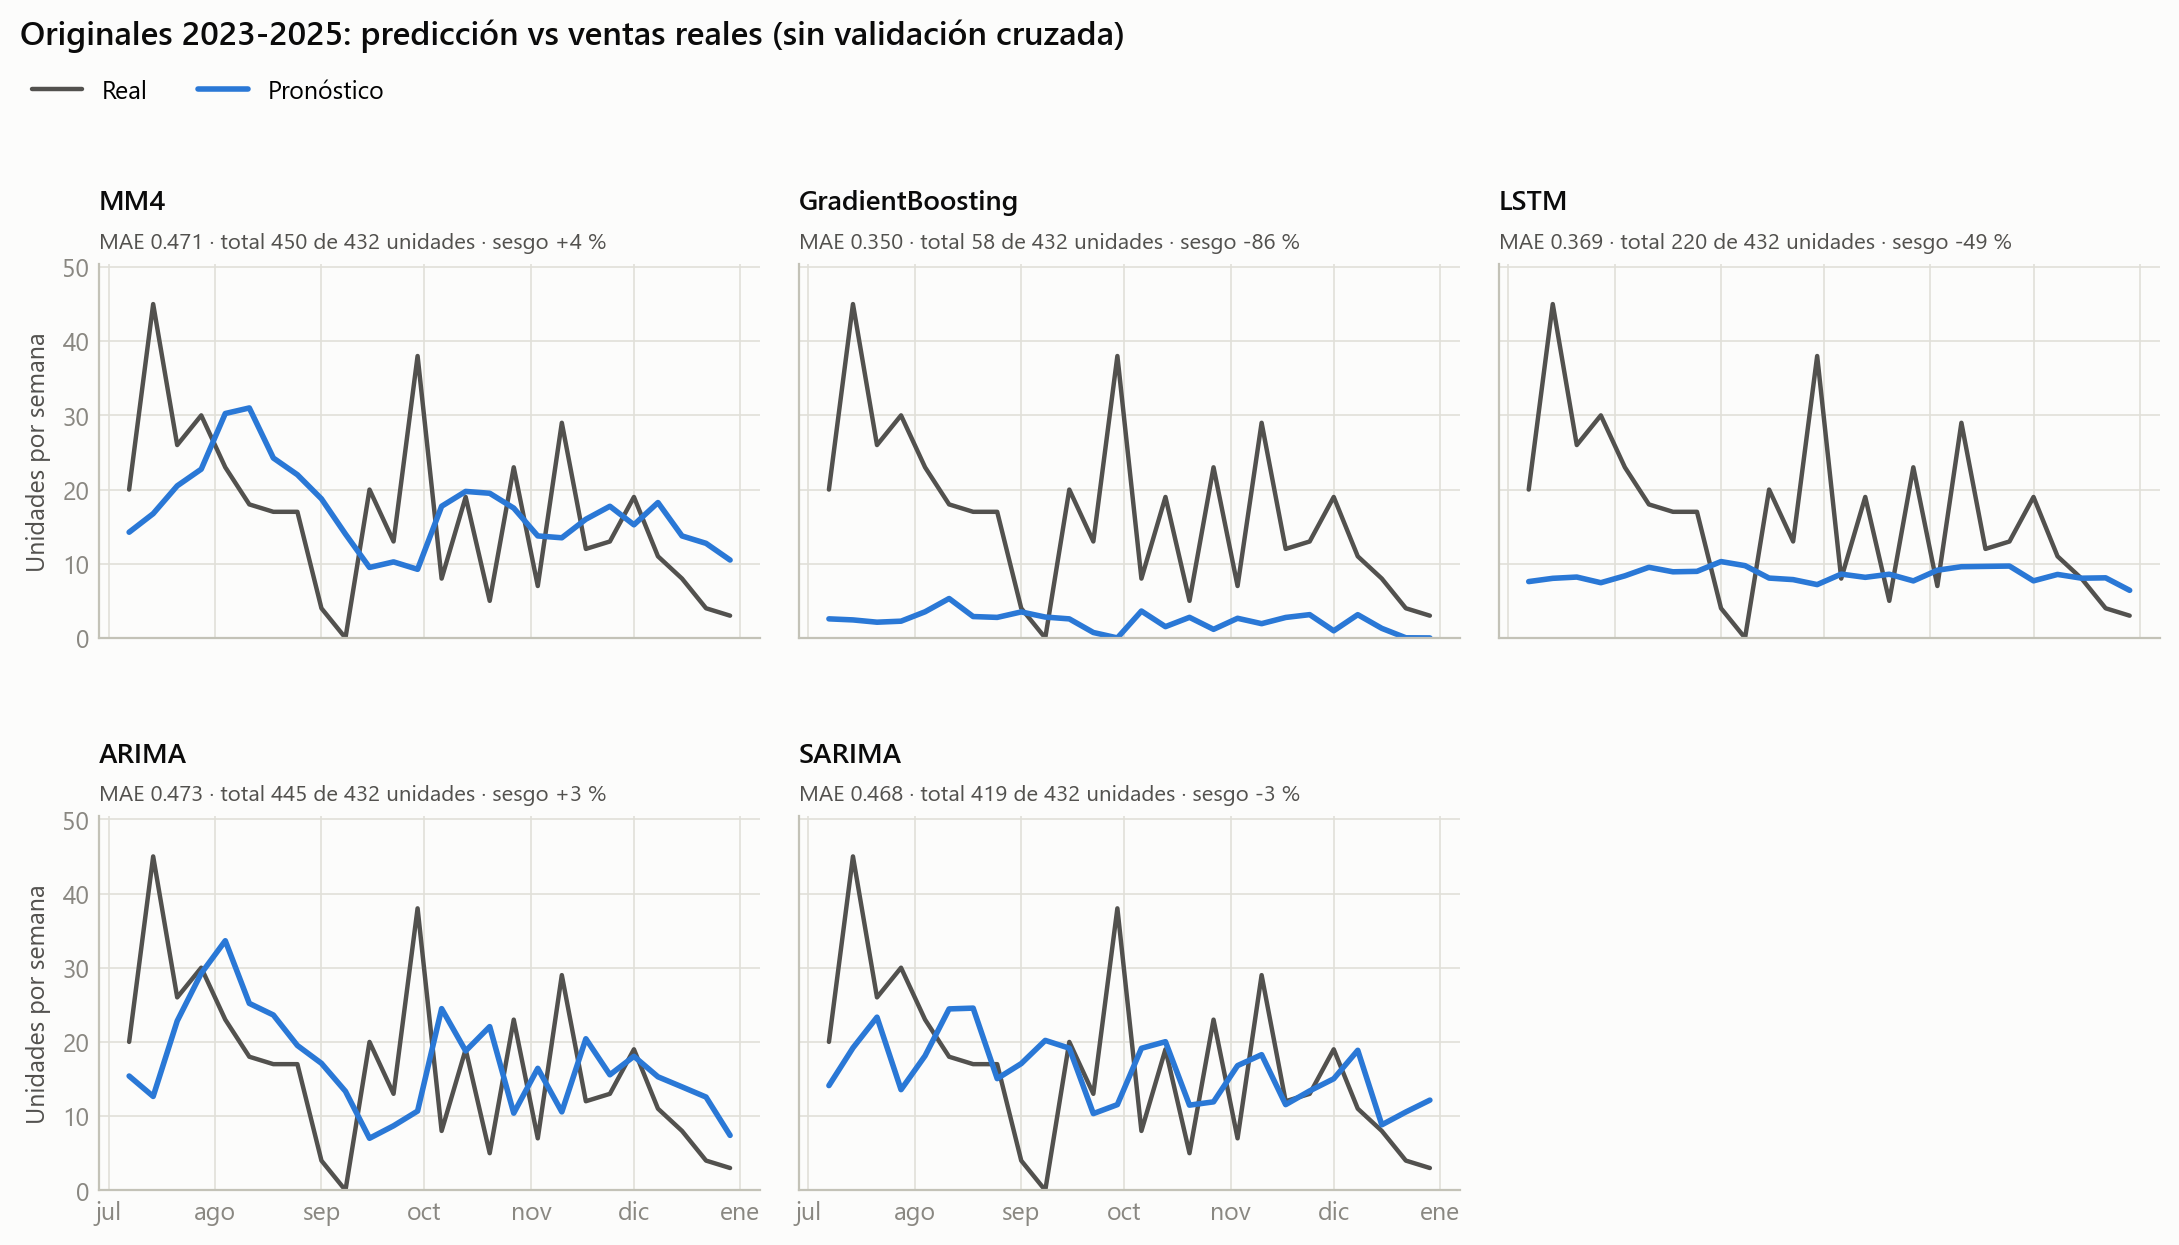 Originales 2023-2025: predicción vs ventas reales (sin validación cruzada)
Real
Pronóstico
MM4
MAE 0.471 · total 450 de 432 unidades · sesgo +4 %
GradientBoosting
MAE 0.350 · total 58 de 432 unidades · sesgo -86 %
LSTM
MAE 0.369 · total 220 de 432 unidades · sesgo -49 %
Unidades por semana
50
40
30
20
10
0
ARIMA
MAE 0.473 · total 445 de 432 unidades · sesgo +3 %
SARIMA
MAE 0.468 · total 419 de 432 unidades · sesgo -3 %
Unidades por semana
50
40
30
20
10
0
jul ago sep oct nov dic ene
jul ago sep oct nov dic ene